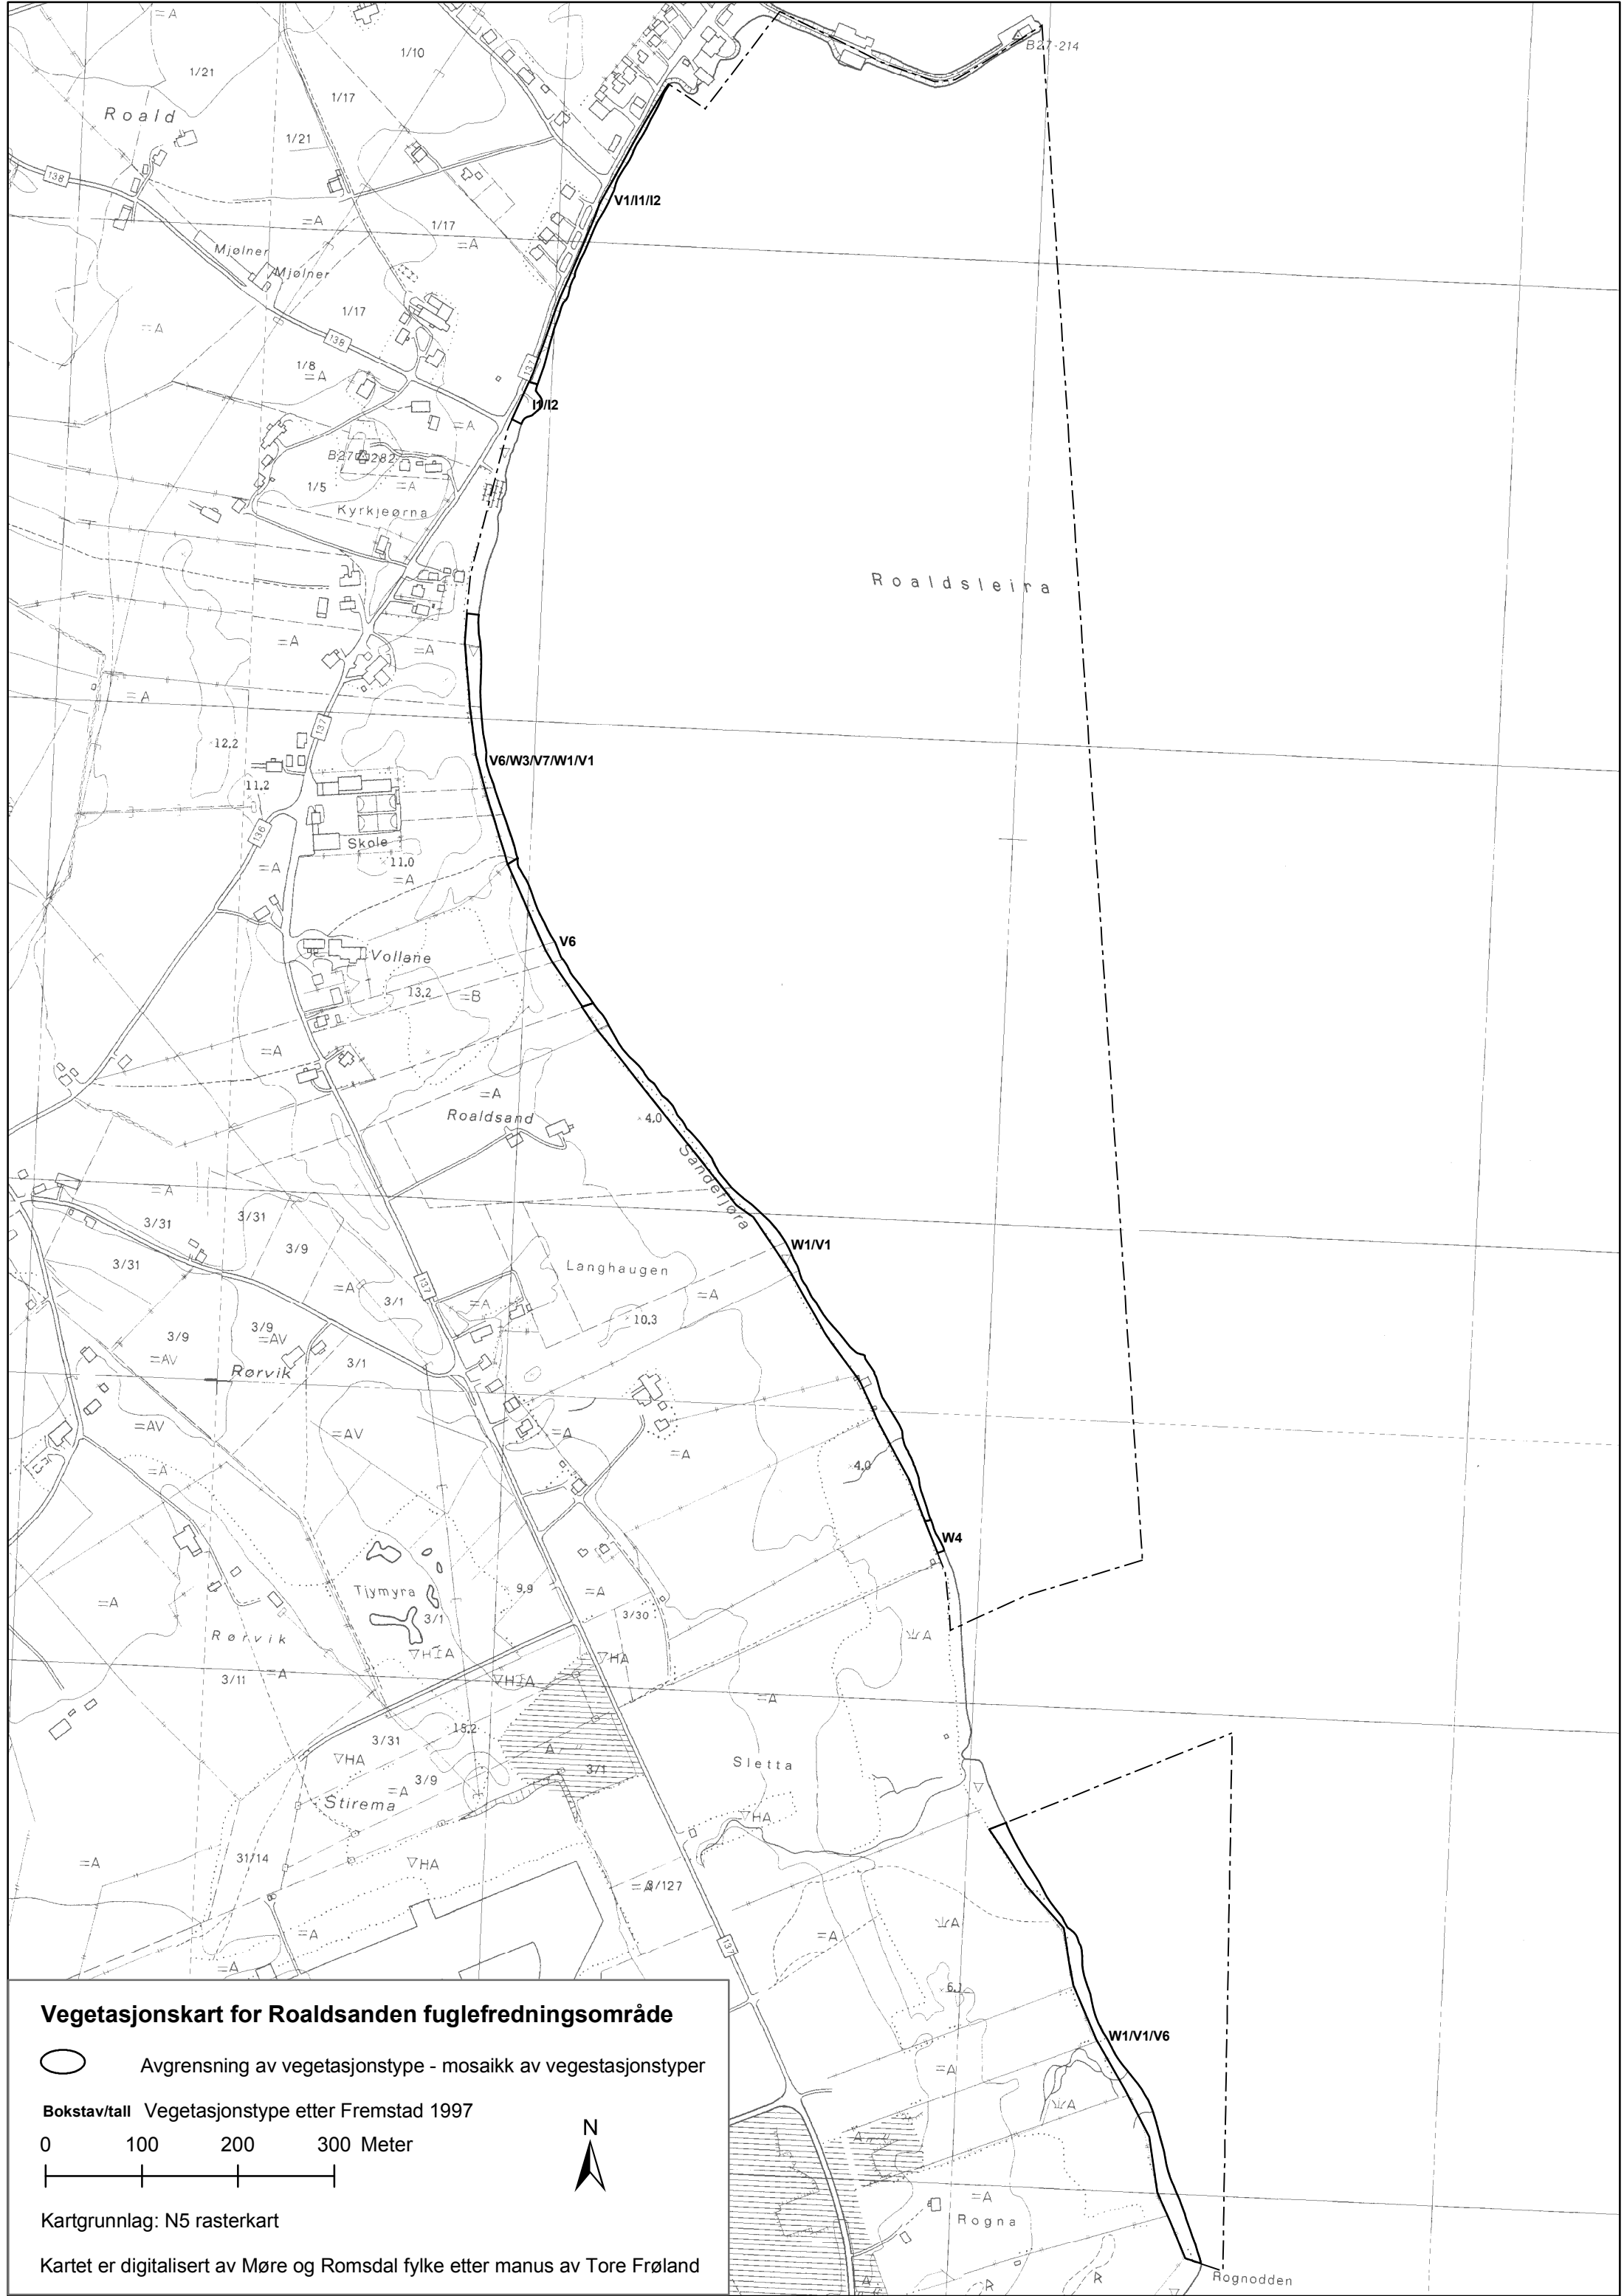 =A
B27-214
1/10
1/21
1/17
Roald
1/21
138
V1/I1/I2
=A
1/17
=A
Mjølner
Mjølner
1/17
=A
138
137
1/8
=A
I1/I2
=A
1/5
=A
Kyrkjeørna
Roaldsleira
=A
=A
=A
137
12.2
V6/W3/V7/W1/V1
11.2
136
Skole
11.0
=A
=A
V6
Vollane
13.2
=B
=A
=A
Roaldsand
4.0
Sandefjøra
=A
3/31
3/31
3/9
W1/V1
3/31
Langhaugen
=A
137
3/1
=A
=A
10.3
3/9
3/9
=AV
=AV
3/1
Rørvik
=AV
=AV
=A
=A
=A
4.0
W4
Tjymyra
9.9
=A
=A
3/1
3/30
Rørvik
A
HIA
HA
3/11
=A
HIA
=A
18.2
3/31
HA
A
3/1
Sletta
3/9
=A
Stirema
HA
31/14
=A
HA
3/127
A
=A
=A
=A
137
6.1
W1/V1/V6
=A
A
=A
Rogna
R
R
Rognodden
Vegetasjonskart for Roaldsanden fuglefredningsområde
Avgrensning av vegetasjonstype - mosaikk av vegestasjonstyper
Bokstav/tall Vegetasjonstype etter Fremstad 1997
N
0 100 200 300 Meter
Kartgrunnlag: N5 rasterkart
Kartet er digitalisert av Møre og Romsdal fylke etter manus av Tore Frøland